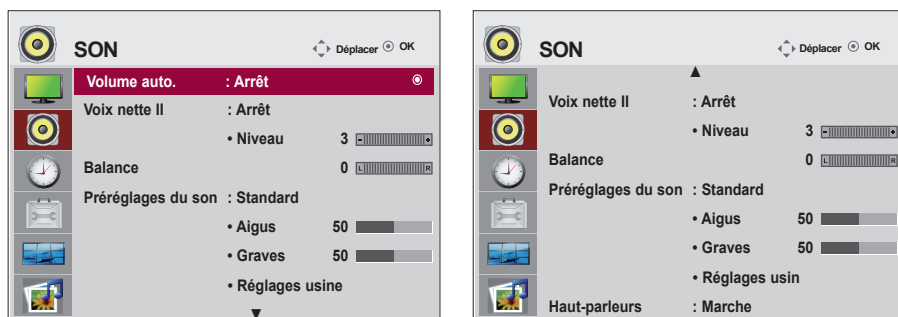 SON Déplacer OK
Volume auto. : Arrêt
Voix nette II : Arrêt
• Niveau 3 - +
Balance 0 L R
Préréglages du son : Standard
• Aigus 50
• Graves 50
• Réglages usine
▼
SON Déplacer OK
▲
Voix nette II : Arrêt
• Niveau 3 - +
Balance 0 L R
Préréglages du son : Standard
• Aigus 50
• Graves 50
• Réglages usin
Haut-parleurs : Marche